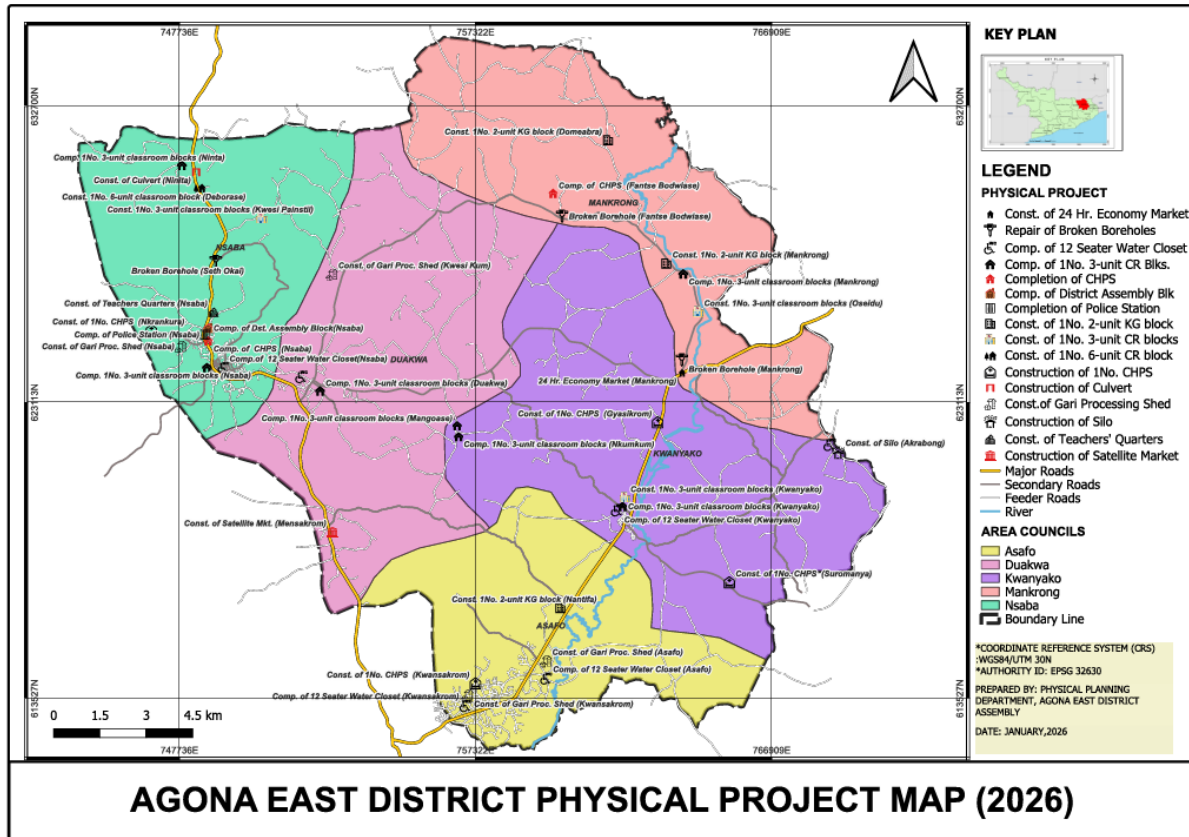 747736E
757322E
766909E
632700N
632700N
Const. 1No. 2-unit KG block (Domeabra)
Comp. 1No. 3-unit classroom blocks (Ninta)
Const. of Culvert (Ninita)
Const. 1No. 6-unit classroom block (Deborase)
Const. 1No. 3-unit classroom blocks (Kwesi Painstil)
Comp. of CHPS (Fantse Bodwiase)
MANKRONG
Broken Borehole (Fantse Bodwiase)
NSABA
Broken Borehole (Seth Okai)
Const. of Gari Proc. Shed (Kwesi Kum)
Const. 1No. 2-unit KG block (Mankrong)
Comp. 1No. 3-unit classroom blocks (Mankrong)
Const. 1No. 3-unit classroom blocks (Oseidu)
Const. of Teachers Quarters (Nsaba)
Const. of 1No. CHPS (Nkrankura)
Comp. of Dst. Assembly Block(Nsaba)
Comp. of Police Station (Nsaba)
Const. of Gari Proc. Shed (Nsaba)
Comp. of CHPS (Nsaba)
Comp. of 12 Seater Water Closet(Nsaba)
DUAKWA
Comp. 1No. 3-unit classroom blocks (Nsaba)
Comp. 1No. 3-unit classroom blocks (Duakwa)
Broken Borehole (Mankrong)
24 Hr. Economy Market (Mankrong)
623113N
623113N
Comp. 1No. 3-unit classroom blocks (Mangoase)
Const. of 1No. CHPS (Gyasikrom)
Comp. 1No. 3-unit classroom blocks (Nkumkum)
Const. of Silo (Akrabong)
KWANYAKO
Const. 1No. 3-unit classroom blocks (Kwanyako)
Comp. 1No. 3-unit classroom blocks (Kwanyako)
Comp. of 12 Seater Water Closet (Kwanyako)
Const. of Satellite Mkt. (Mensakrom)
Const. of 1No. CHPS (Suromanya)
Const. 1No. 2-unit KG block (Nantifa)
ASAFO
Const. of Gari Proc. Shed (Asafo)
Comp. of 12 Seater Water Closet (Asafo)
Const. of 1No. CHPS (Kwansakrom)
Comp. of 12 Seater Water Closet (Kwansakrom)
Const. of Gari Proc. Shed (Kwansakrom)
613527N
613527N
0 1.5 3 4.5 km
747736E
757322E
766909E
KEY PLAN
LEGEND
PHYSICAL PROJECT
Const. of 24 Hr. Economy Market
Repair of Broken Boreholes
Comp. of 12 Seater Water Closet
Comp. of 1No. 3-unit CR Blks.
Completion of CHPS
Comp. of District Assembly Blk
Completion of Police Station
Const. of 1No. 2-unit KG block
Const. of 1No. 3-unit CR blocks
Const. of 1No. 6-unit CR block
Construction of 1No. CHPS
Construction of Culvert
Const.of Gari Processing Shed
Construction of Silo
Const. of Teachers' Quarters
Construction of Satellite Market
Major Roads
Secondary Roads
Feeder Roads
River
AREA COUNCILS
Asafo
Duakwa
Kwanyako
Mankrong
Nsaba
Boundary Line
*COORDINATE REFERENCE SYSTEM (CRS)
:WGS84/UTM 30N
*AUTHORITY ID: EPSG 32630
PREPARED BY: PHYSICAL PLANNING
DEPARTMENT, AGONA EAST DISTRICT
ASSEMBLY
DATE: JANUARY,2026
AGONA EAST DISTRICT PHYSICAL PROJECT MAP (2026)